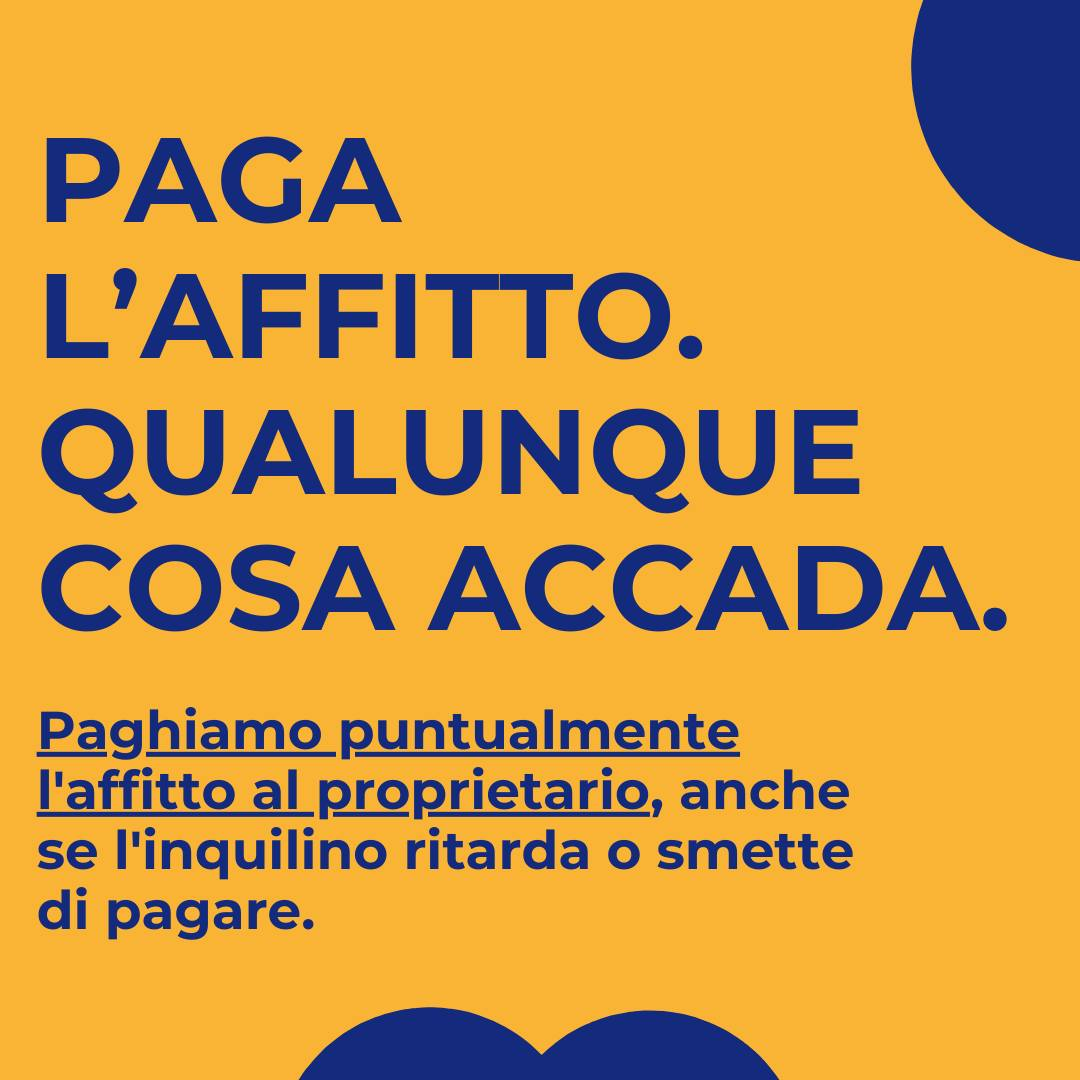 PAGA
L’AFFITTO.
QUALUNQUE
COSA ACCADA.
Paghiamo puntualmente
l'affitto al proprietario, anche
se l'inquilino ritarda o smette
di pagare.